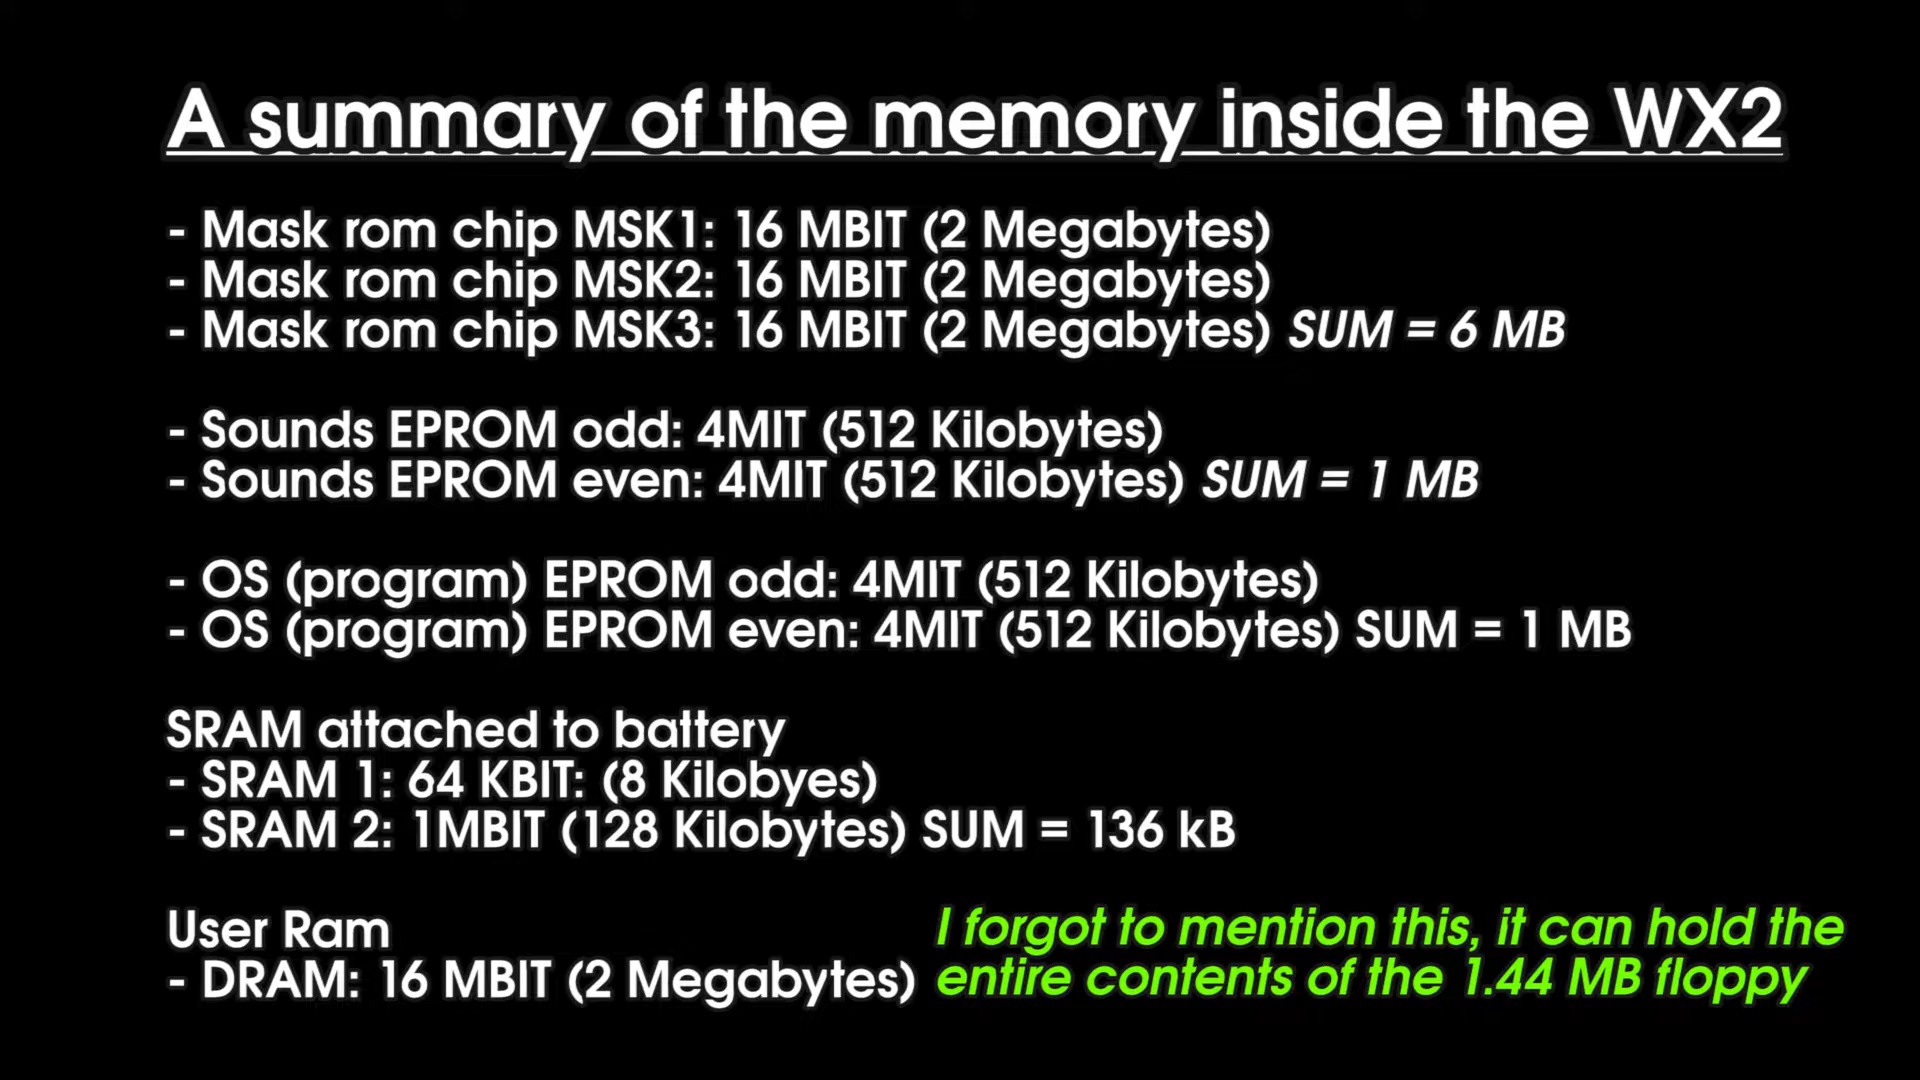 A summary of the memory inside the WX2
- Mask rom chip MSK1: 16 MBIT (2 Megabytes)
- Mask rom chip MSK2: 16 MBIT (2 Megabytes)
- Mask rom chip MSK3: 16 MBIT (2 Megabytes) SUM = 6 MB
- Sounds EPROM odd: 4MIT (512 Kilobytes)
- Sounds EPROM even: 4MIT (512 Kilobytes) SUM = 1 MB
- OS (program) EPROM odd: 4MIT (512 Kilobytes)
- OS (program) EPROM even: 4MIT (512 Kilobytes) SUM = 1 MB
SRAM attached to battery
- SRAM 1: 64 KBIT: (8 Kilobyes)
- SRAM 2: 1MBIT (128 Kilobytes) SUM = 136 kB
User Ram
- DRAM: 16 MBIT (2 Megabytes)
I forgot to mention this, it can hold the
entire contents of the 1.44 MB floppy